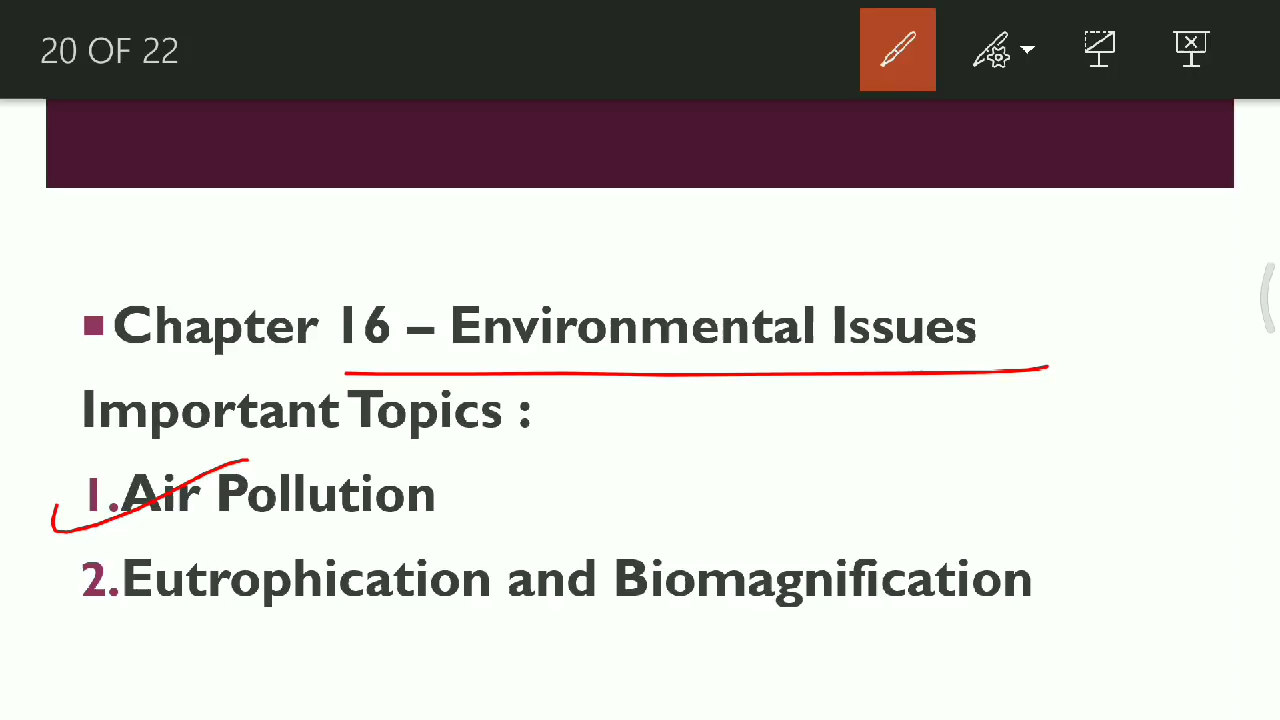 20 OF 22
Chapter 16 – Environmental Issues
Important Topics :
1.Air Pollution
2.Eutrophication and Biomagnification